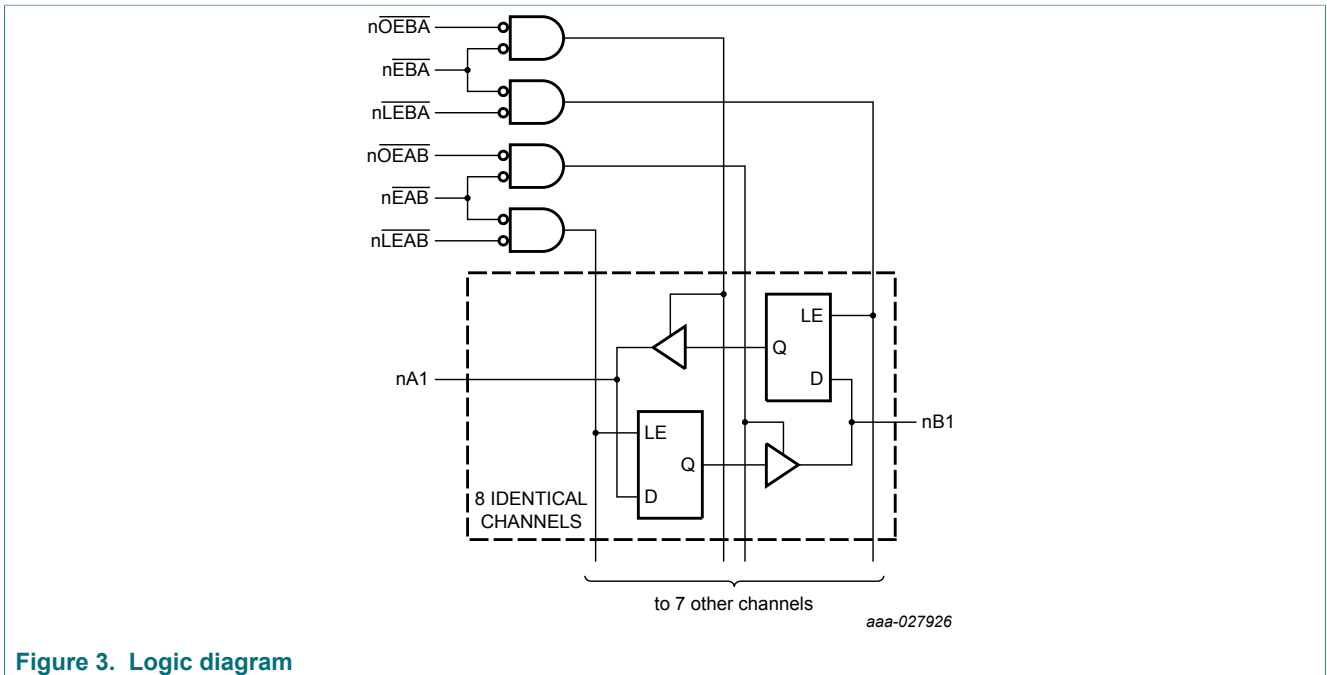 nOEBA
nEBA
nLEBA
nOEAB
nEAB
nLEAB
LE
Q
D
nA1
nB1
LE
Q
D
8 IDENTICAL
CHANNELS
to 7 other channels
aaa-027926
Figure 3. Logic diagram